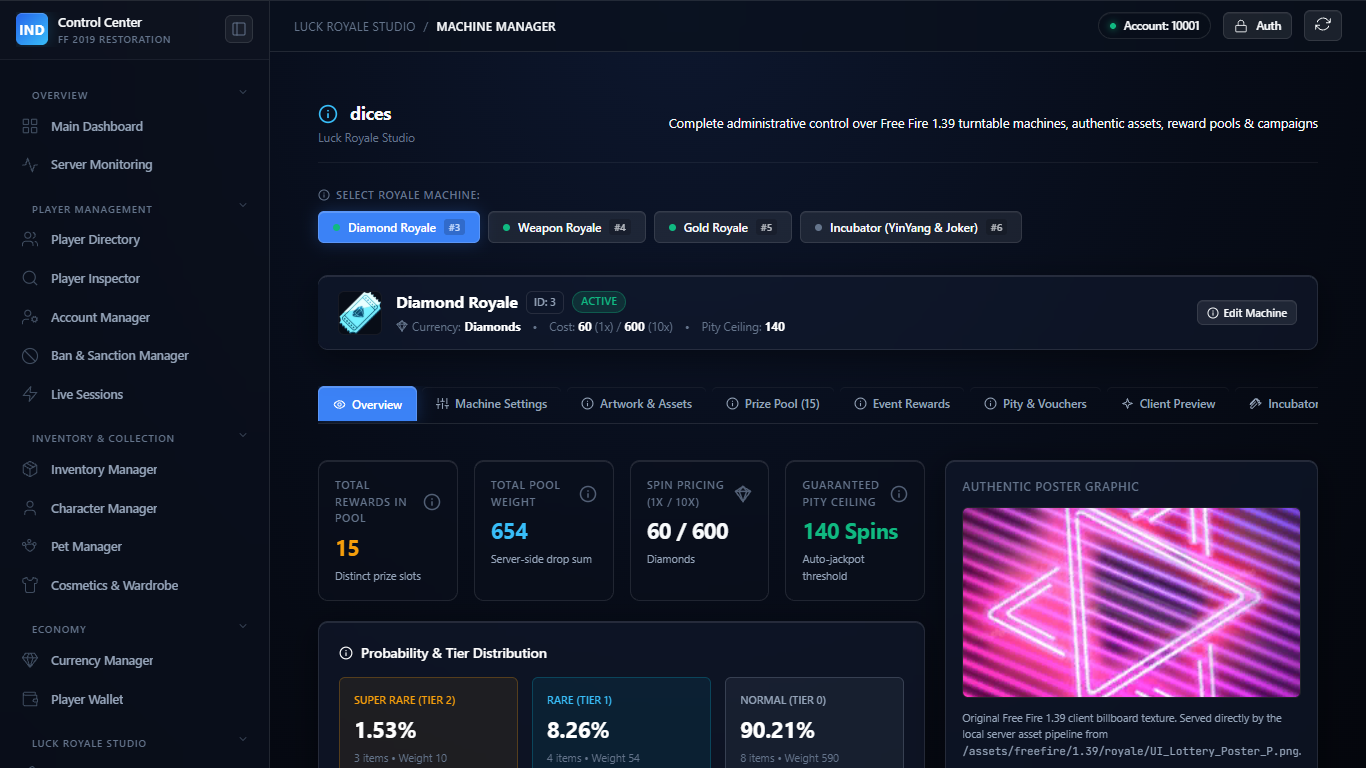 IND
Control Center
FF 2019 RESTORATION
OVERVIEW
Main Dashboard
Server Monitoring
PLAYER MANAGEMENT
Player Directory
Player Inspector
Account Manager
Ban & Sanction Manager
Live Sessions
INVENTORY & COLLECTION
Inventory Manager
Character Manager
Pet Manager
Cosmetics & Wardrobe
ECONOMY
Currency Manager
Player Wallet
LUCK ROYALE STUDIO
LUCK ROYALE STUDIO / MACHINE MANAGER
Account: 10001
Auth
dices
Luck Royale Studio
Complete administrative control over Free Fire 1.39 turntable machines, authentic assets, reward pools & campaigns
SELECT ROYALE MACHINE:
Diamond Royale #3
Weapon Royale #4
Gold Royale #5
Incubator (YinYang & Joker) #6
Diamond Royale ID: 3 ACTIVE
Currency: Diamonds • Cost: 60 (1x) / 600 (10x) • Pity Ceiling: 140
Edit Machine
Overview
Machine Settings
Artwork & Assets
Prize Pool (15)
Event Rewards
Pity & Vouchers
Client Preview
Incubator
TOTAL
REWARDS IN
POOL
15
Distinct prize slots
TOTAL POOL
WEIGHT
654
Server-side drop sum
SPIN PRICING
(1X / 10X)
60 / 600
Diamonds
GUARANTEED
PITY CEILING
140 Spins
Auto-jackpot
threshold
Probability & Tier Distribution
SUPER RARE (TIER 2)
1.53%
3 items • Weight 10
RARE (TIER 1)
8.26%
4 items • Weight 54
NORMAL (TIER 0)
90.21%
8 items • Weight 590
AUTHENTIC POSTER GRAPHIC
Original Free Fire 1.39 client billboard texture. Served directly by the
local server asset pipeline from
/assets/freefire/1.39/royale/UI_Lottery_Poster_P.png.